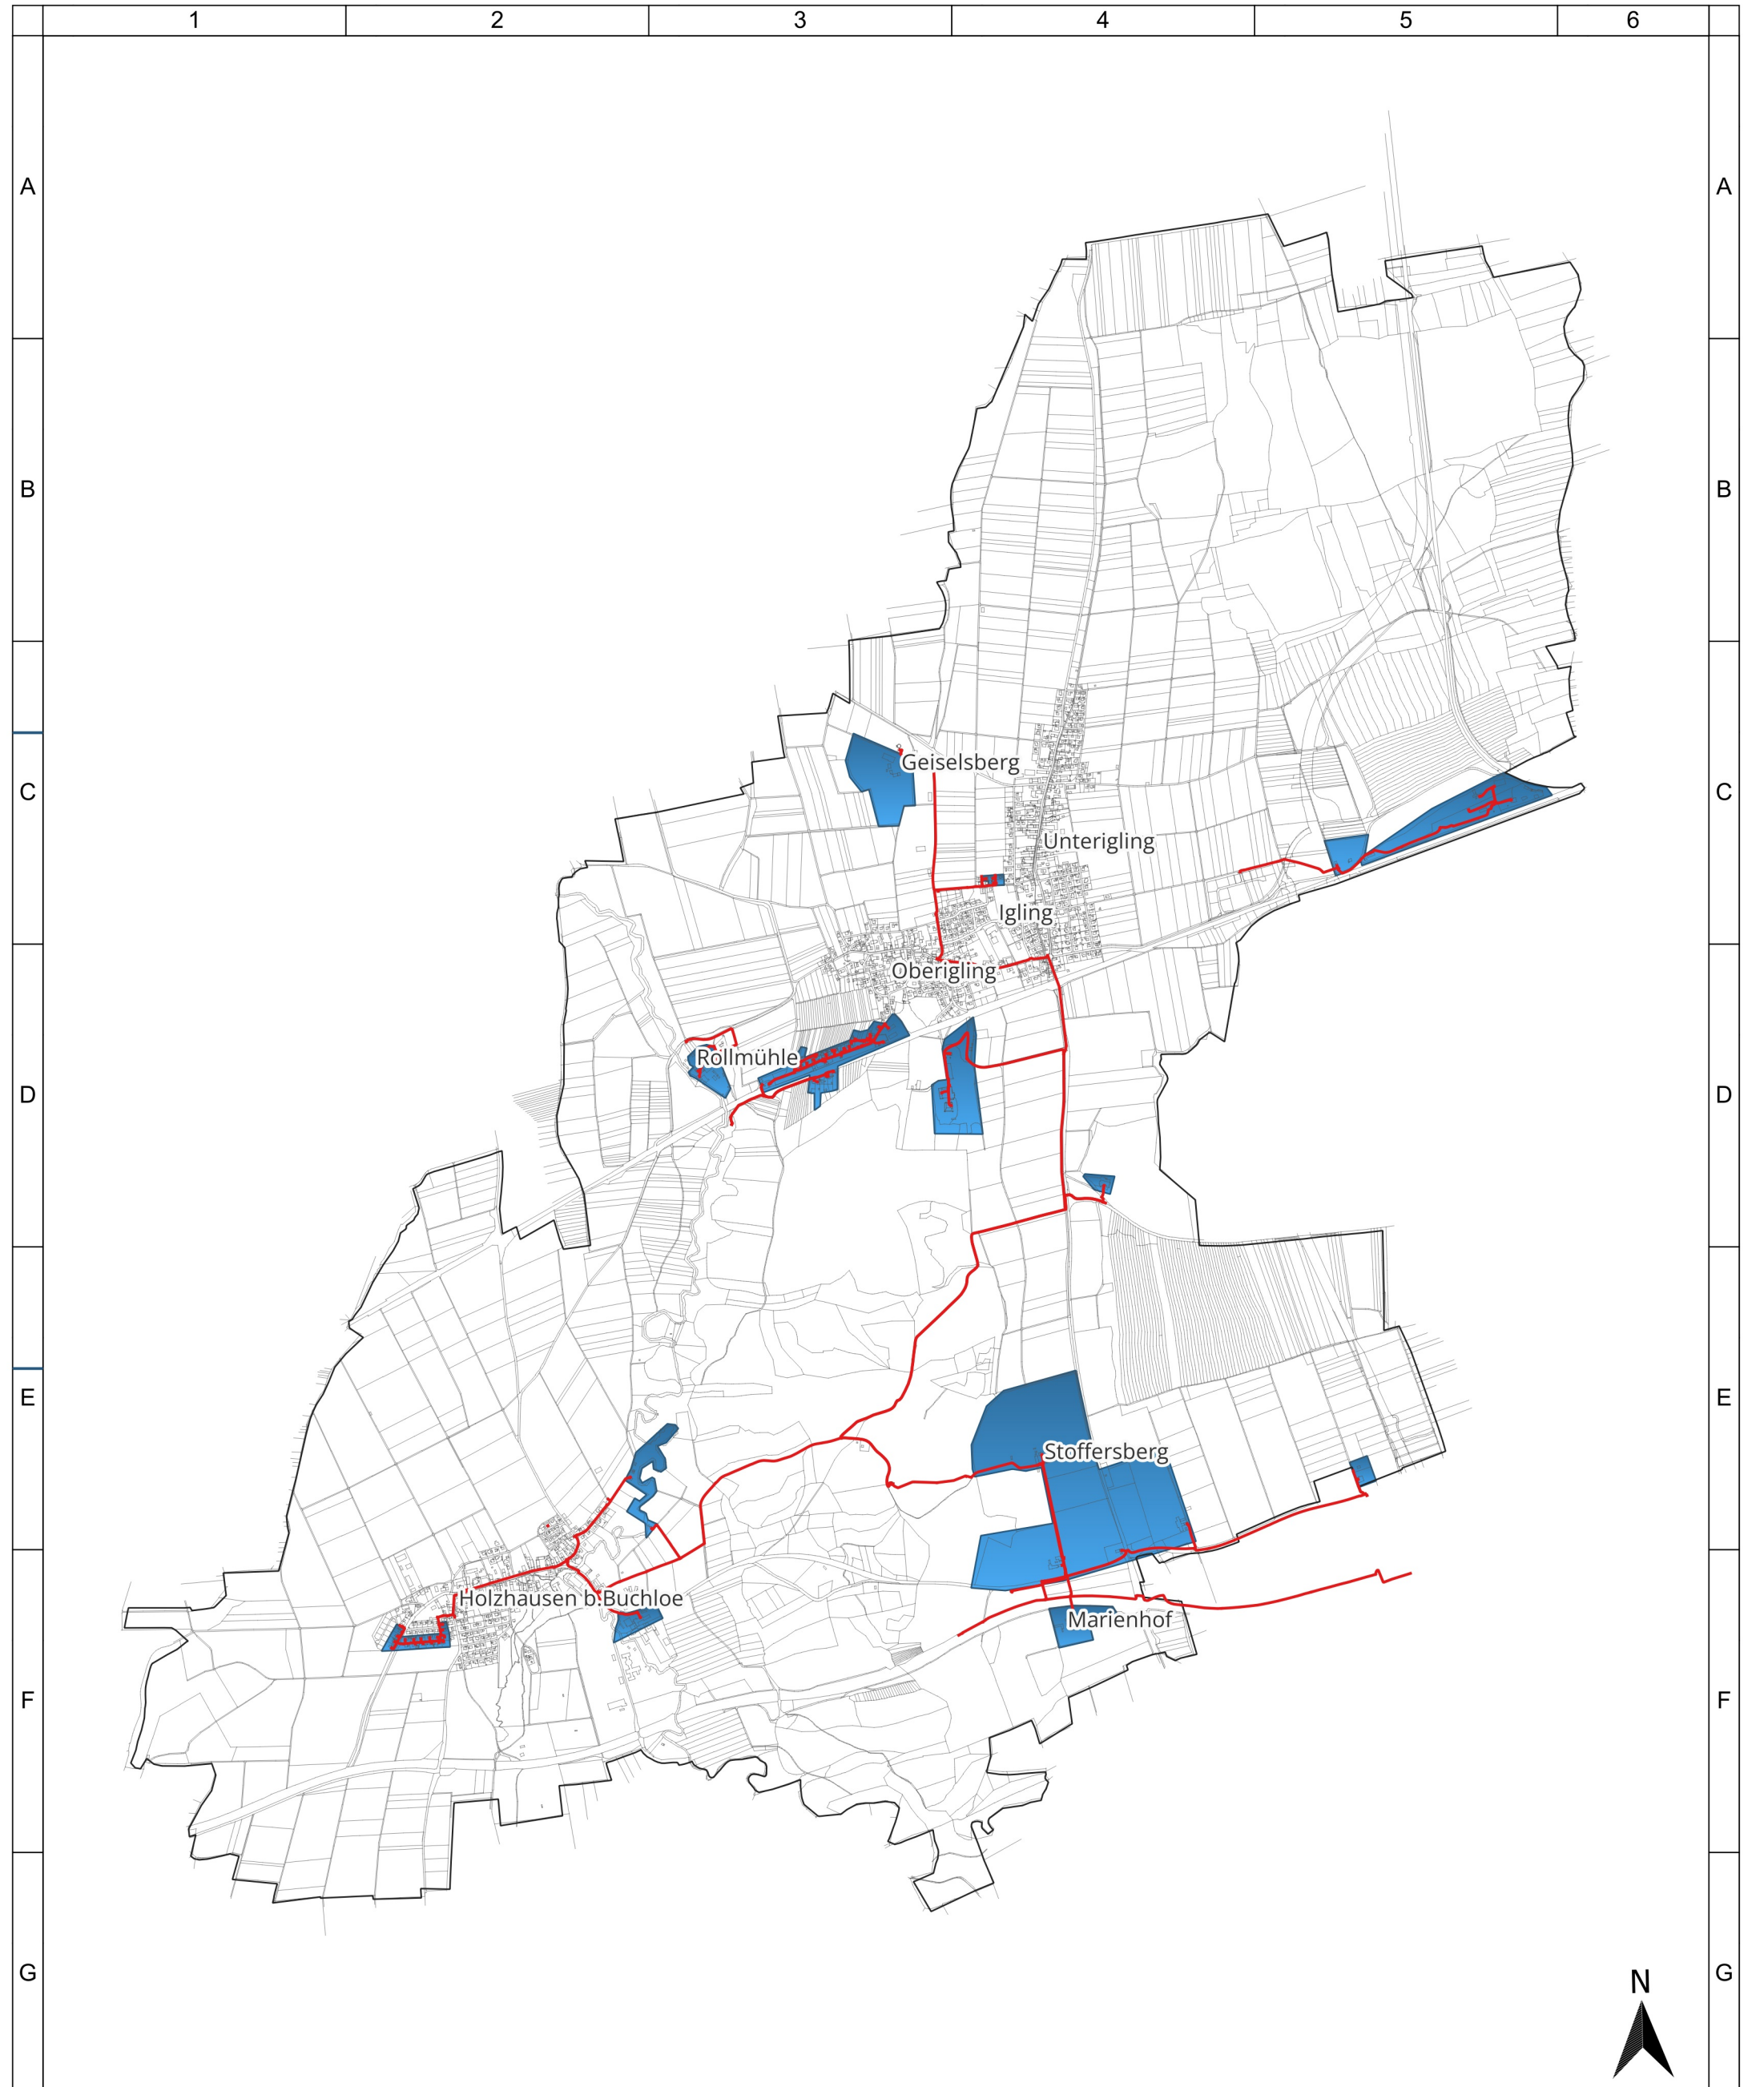 1 2 3 4 5 6
A A
B B
Geiselsberg
C C
Unterigling
Igling
Oberigling
Rollmühle
D D
E E
Stoffersberg
Holzhausen b.Buchloe
Marienhof
F F
G G
N